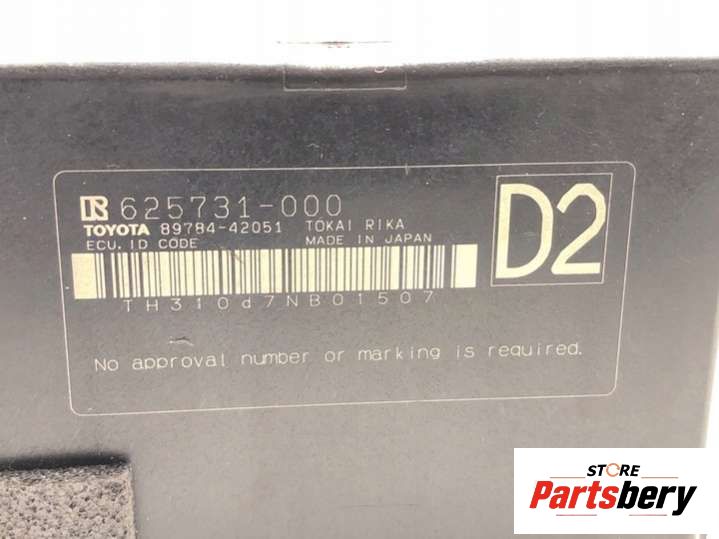 625731-000
TOYOTA 89784-42051 TOKAI RIKA
ECU. ID CODE MADE IN JAPAN
D2
TH310d7NB01507
No approval number or marking is required.
STORE
Partsbery